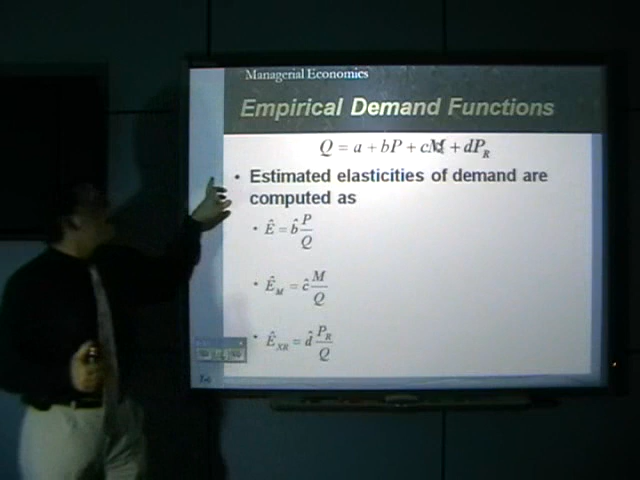 Managerial Economics
Empirical Demand Functions
Q = a + bP + cM + dP_R
• Estimated elasticities of demand are
computed as
• Ê = b̂ P/Q
• Ê_M = ĉ M/Q
• Ê_XR = d̂ P_R/Q